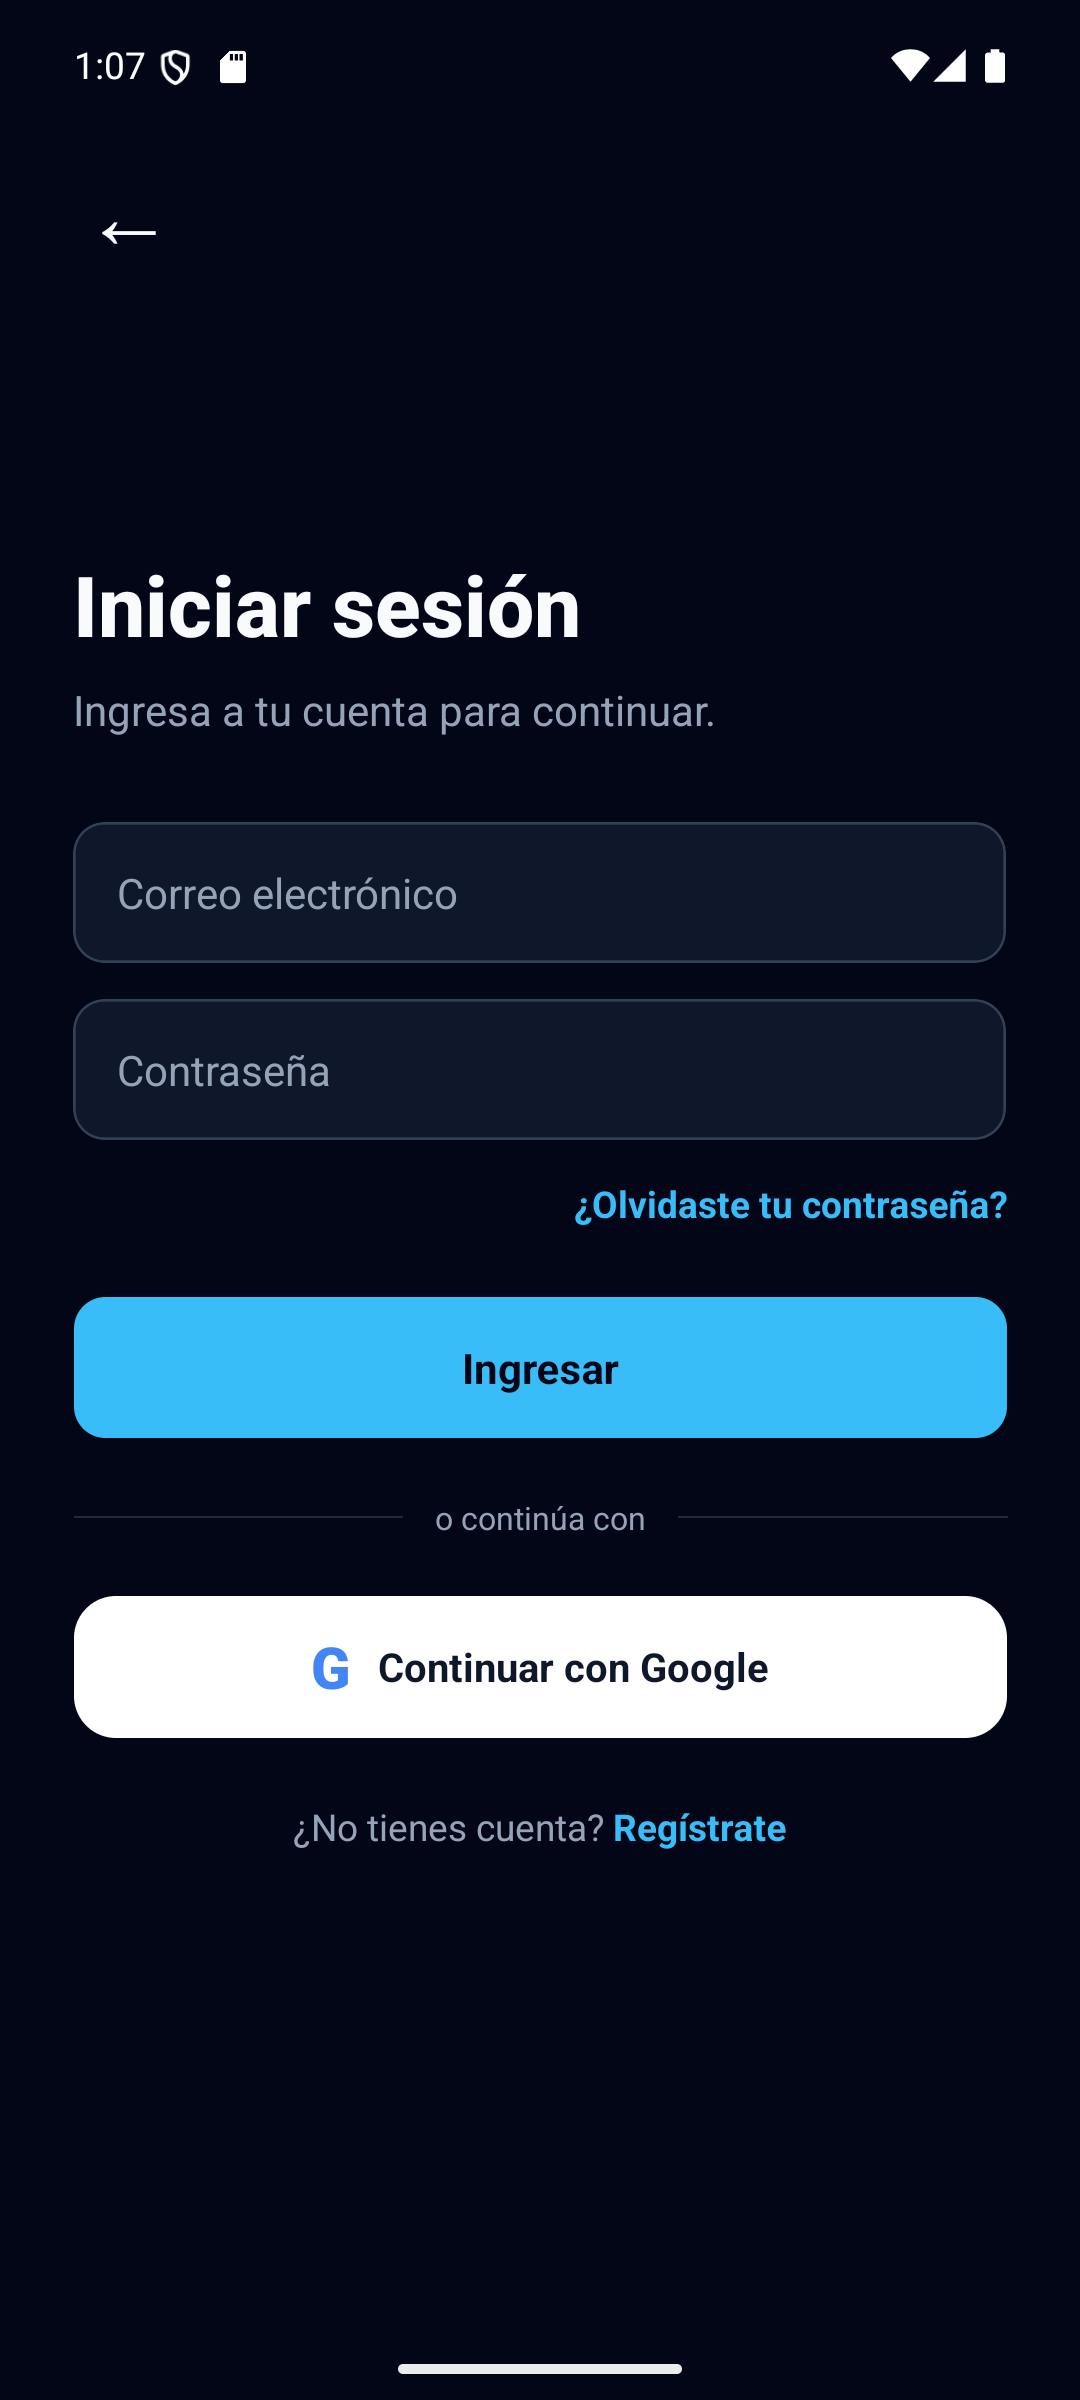 1:07
Iniciar sesión
Ingresa a tu cuenta para continuar.
Correo electrónico
Contraseña
¿Olvidaste tu contraseña?
Ingresar
o continúa con
G Continuar con Google
¿No tienes cuenta? Regístrate